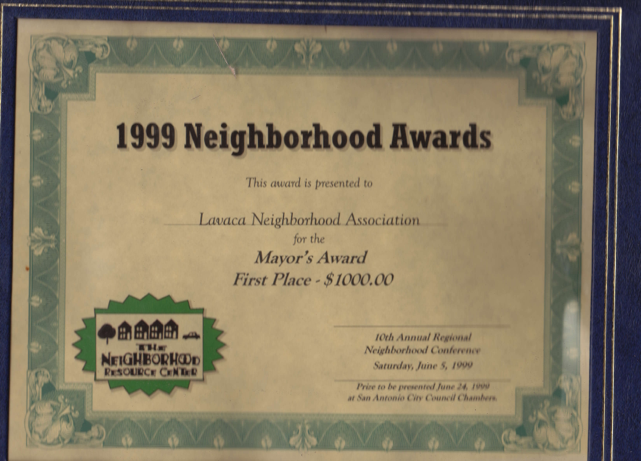 1999 Neighborhood Awards
This award is presented to
Lavaca Neighborhood Association
for the
Mayor's Award
First Place - $1000.00
THE
NEIGHBORHOOD
RESOURCE CENTER
10th Annual Regional
Neighborhood Conference
Saturday, June 5, 1999
Prize to be presented June 24, 1999
at San Antonio City Council Chambers.